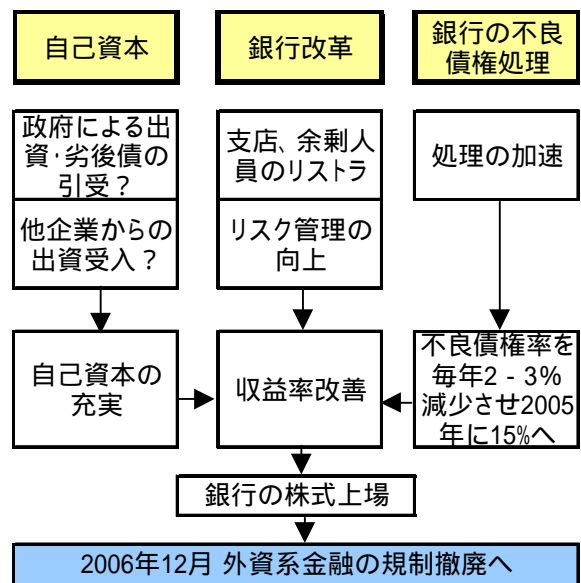 自己資本
銀行改革
銀行の不良
債権処理
政府による出
資・劣後債の
引受？
他企業からの
出資受入？
支店、余剰人
員のリストラ
リスク管理の
向上
処理の加速
自己資本の
充実
収益率改善
不良債権率を
毎年2 - 3%
減少させ2005
年に15%へ
銀行の株式上場
2006年12月 外資系金融の規制撤廃へ